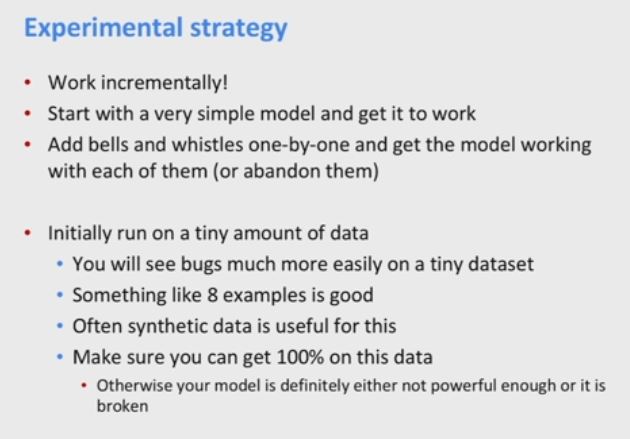 Experimental strategy
• Work incrementally!
• Start with a very simple model and get it to work
• Add bells and whistles one-by-one and get the model working
with each of them (or abandon them)
• Initially run on a tiny amount of data
• You will see bugs much more easily on a tiny dataset
• Something like 8 examples is good
• Often synthetic data is useful for this
• Make sure you can get 100% on this data
• Otherwise your model is definitely either not powerful enough or it is
broken